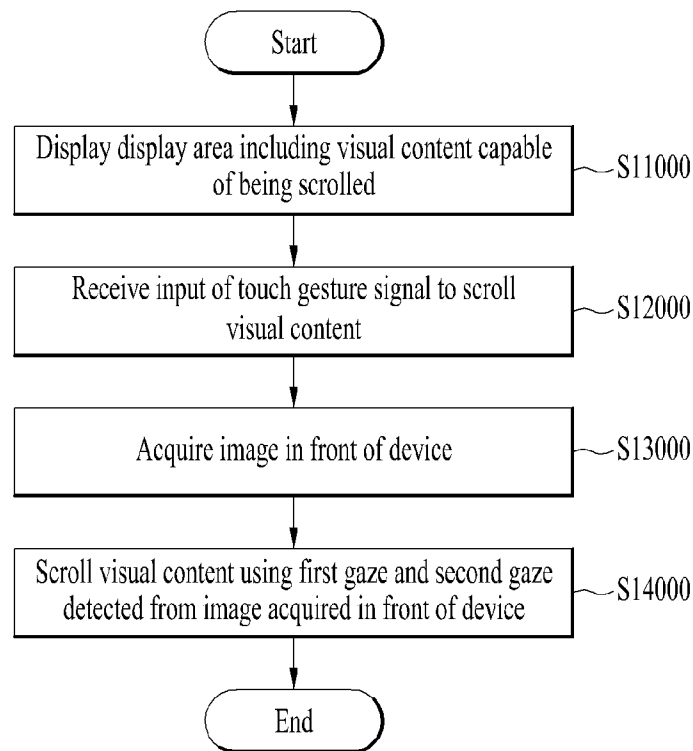 Start
Display display area including visual content capable
of being scrolled
S11000
Receive input of touch gesture signal to scroll
visual content
S12000
Acquire image in front of device
S13000
Scroll visual content using first gaze and second gaze
detected from image acquired in front of device
S14000
End